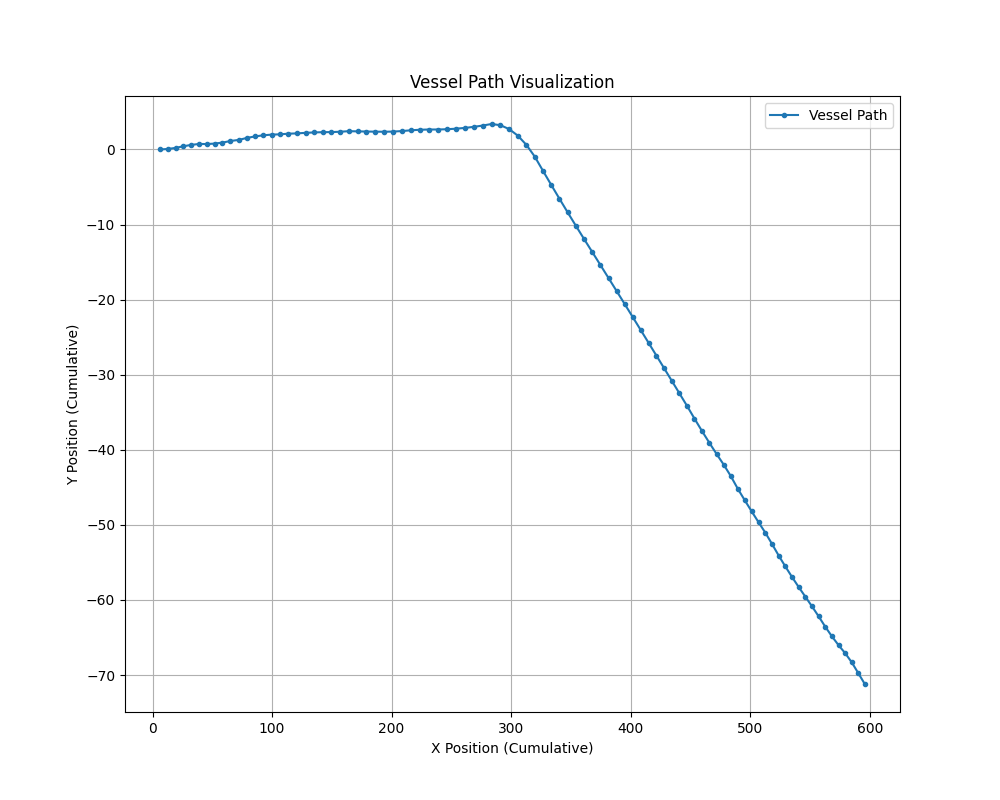 Vessel Path Visualization
Vessel Path
0
−10
−20
−30
−40
−50
−60
−70
Y Position (Cumulative)
0 100 200 300 400 500 600
X Position (Cumulative)